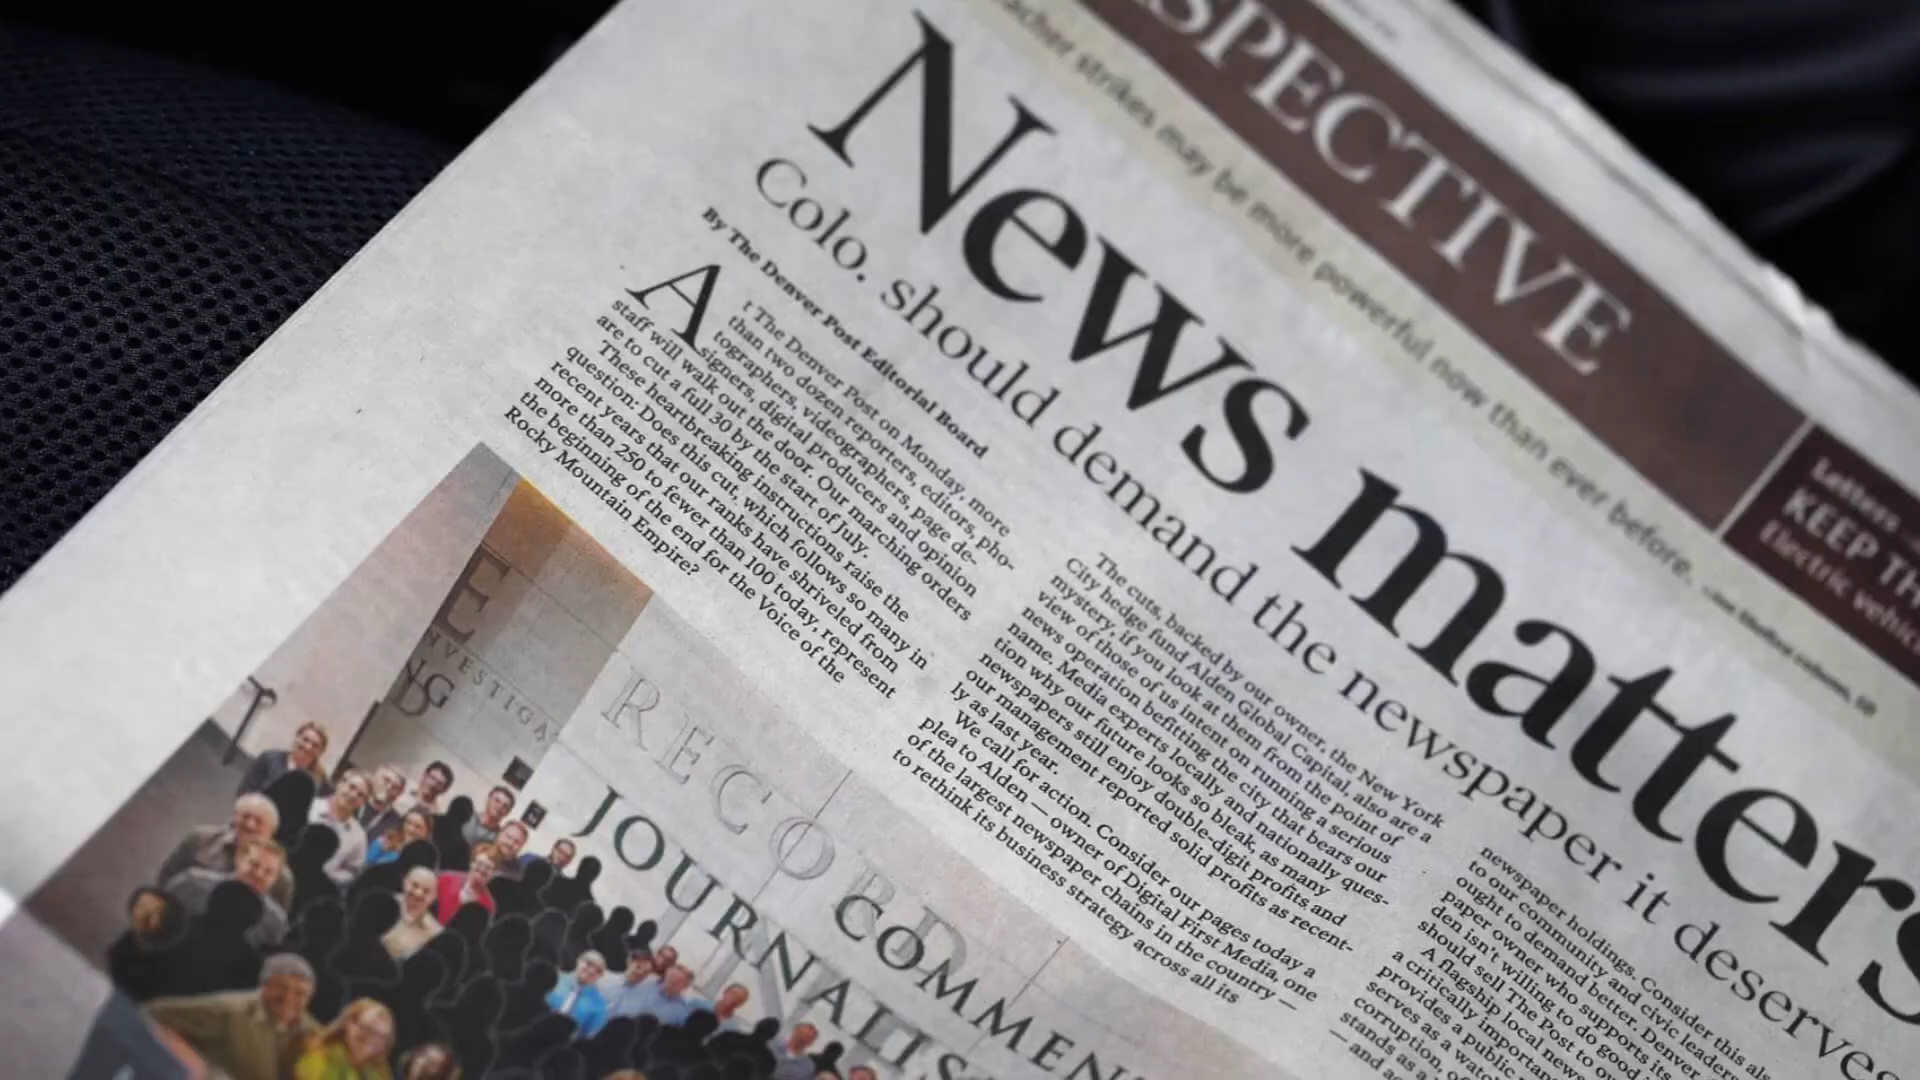 SPECTIVE
strikes may be more powerful now than ever before.
Letters
KEEP TH
Electric vehic
News matters
Colo. should demand the newspaper it deserves
By The Denver Post Editorial Board
At The Denver Post on Monday, more
than two dozen reporters, editors, pho-
tographers, videographers, page de-
signers, digital producers and opinion
staff will walk out the door. Our marching orders
are to cut a full 30 by the start of July.
These heartbreaking instructions raise the
question: Does this cut, which follows so many in
recent years that our ranks have shriveled from
more than 250 to fewer than 100 today, represent
the beginning of the end for the Voice of the
Rocky Mountain Empire?
The cuts, backed by our owner, the New York
City hedge fund Alden Global Capital, also are a
mystery, if you look at them from the point of
view of those of us intent on running a serious
news operation befitting the city that bears our
name. Media experts locally and nationally ques-
tion why our future looks so bleak, as many
newspapers still enjoy double-digit profits and
our management reported solid profits as recent-
ly as last year.
We call for action. Consider our pages today a
plea to Alden — owner of Digital First Media, one
of the largest newspaper chains in the country —
to rethink its business strategy across all its
newspaper holdings. Consider this als
to our community and civic leaders
ought to demand better. Denver
paper owner who supports its
den isn't willing to do good
should sell The Post to ow
A flagship local news
a critically important
provides a public
serves as a watch
corruption, of
stands as a
— and
E
INVESTIGA
NG
RECORD
COMMEN
JOURNALIS